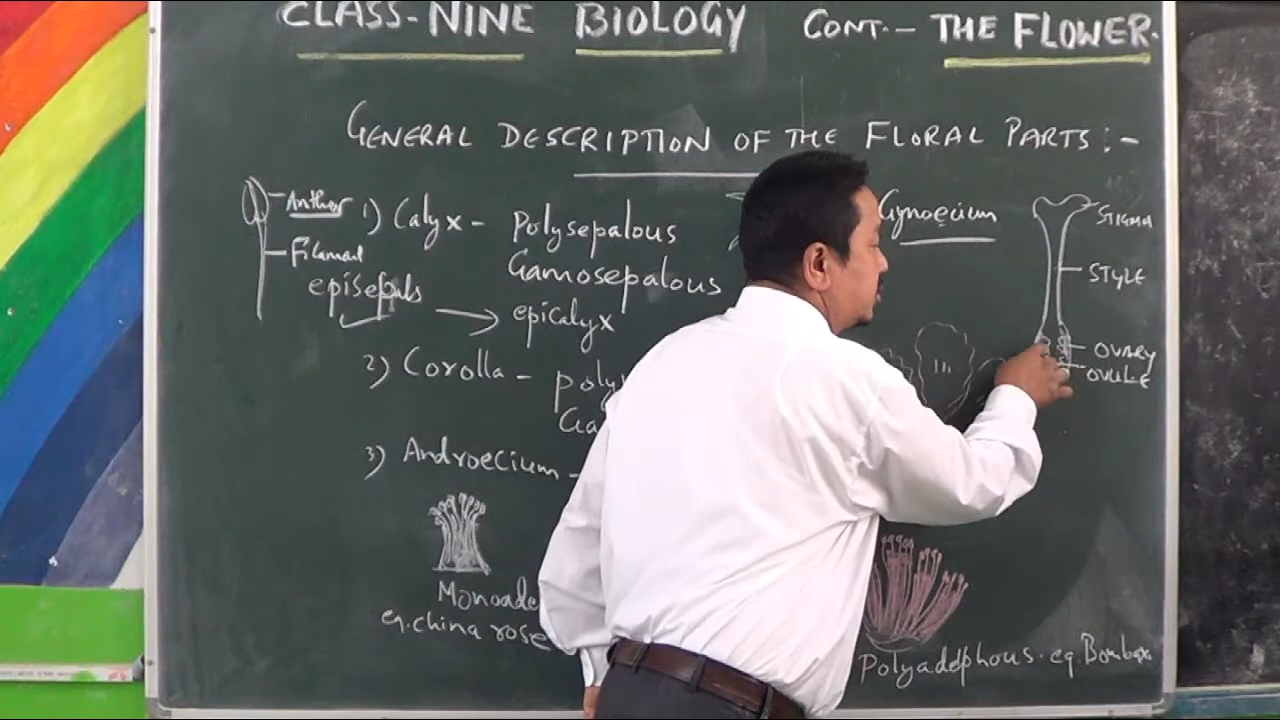 CLASS-NINE BIOLOGY CONT.- THE FLOWER.
GENERAL DESCRIPTION OF THE FLORAL PARTS :-
Anther
Filament
episepals
1) Calyx - Polysepalous
Gamosepalous
→ epicalyx
2) Corolla - poly
Ga
3) Androecium -
Monoade
eg. china rose
Gynoecium
STIGMA
STYLE
OVARY
OVULE
Polyadephous. eg. Bombax.